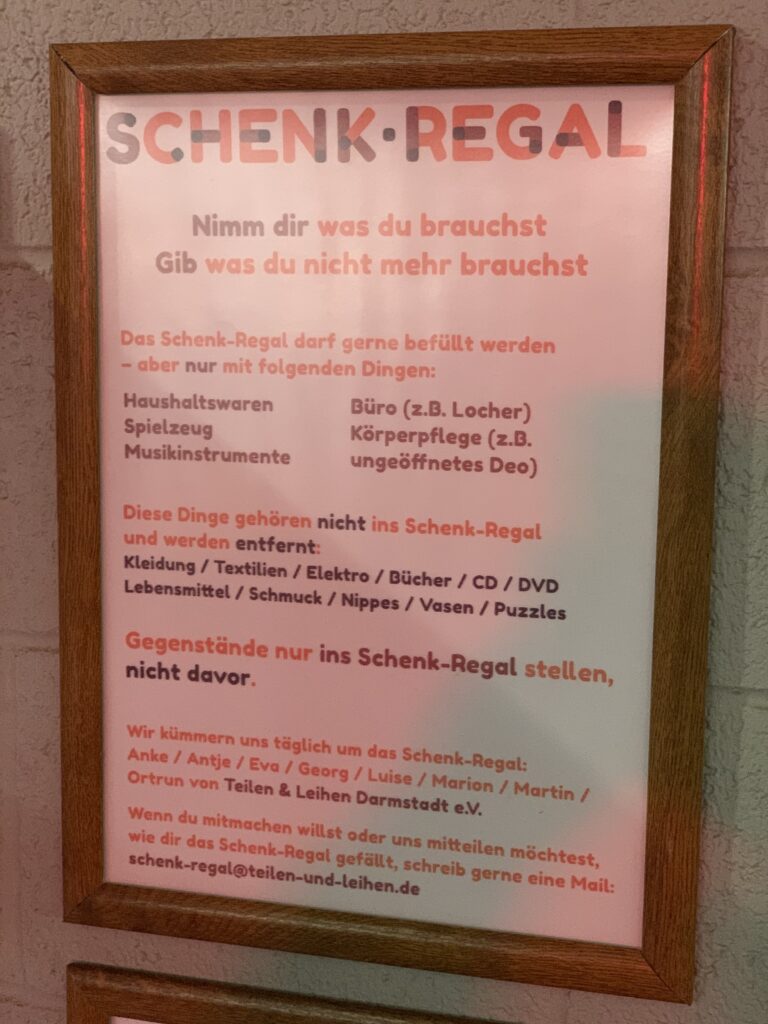 SCHENK·REGAL
Nimm dir was du brauchst
Gib was du nicht mehr brauchst
Das Schenk-Regal darf gerne befüllt werden
– aber nur mit folgenden Dingen:
Haushaltswaren
Spielzeug
Musikinstrumente
Büro (z.B. Locher)
Körperpflege (z.B.
ungeöffnetes Deo)
Diese Dinge gehören nicht ins Schenk-Regal
und werden entfernt:
Kleidung / Textilien / Elektro / Bücher / CD / DVD
Lebensmittel / Schmuck / Nippes / Vasen / Puzzles
Gegenstände nur ins Schenk-Regal stellen,
nicht davor.
Wir kümmern uns täglich um das Schenk-Regal:
Anke / Antje / Eva / Georg / Luise / Marion / Martin /
Ortrun von Teilen & Leihen Darmstadt e.V.
Wenn du mitmachen willst oder uns mitteilen möchtest,
wie dir das Schenk-Regal gefällt, schreib gerne eine Mail:
schenk-regal@teilen-und-leihen.de